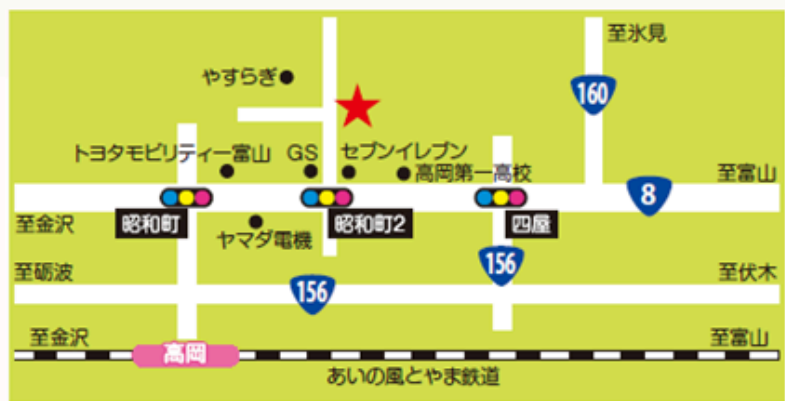 至氷見
やすらぎ
160
トヨタモビリティー富山
GS
セブンイレブン
高岡第一高校
至富山
8
至金沢
昭和町
ヤマダ電機
昭和町2
四屋
至砺波
156
156
至伏木
至金沢
高岡
至富山
あいの風とやま鉄道